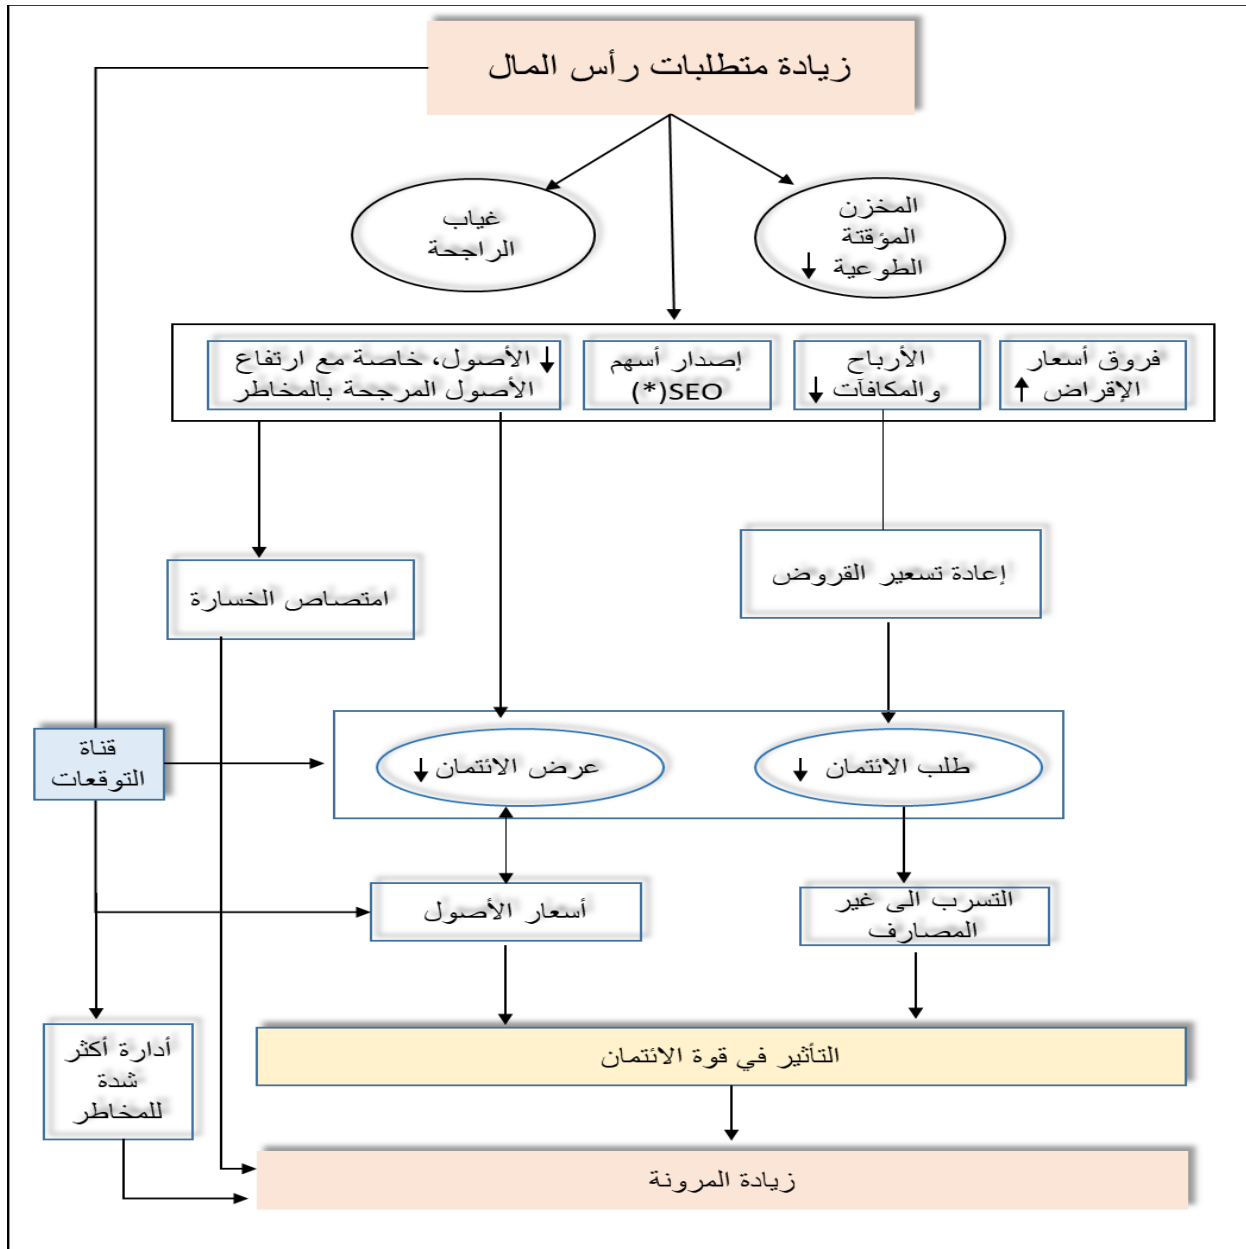 زيادة متطلبات رأس المال
المخزن
المؤقتة
الطوعية
غياب
الراجحة
فروق أسعار
الإقراض
الأرباح
والمكافآت
إصدار أسهم
SEO(*)
الأصول، خاصة مع ارتفاع
الأصول المرجحة بالمخاطر
إعادة تسعير القروض
امتصاص الخسارة
قناة
التوقعات
طلب الائتمان
عرض الائتمان
التسرب الى غير
المصارف
أسعار الأصول
أدارة أكثر
شدة
للمخاطر
التأثير في قوة الائتمان
زيادة المرونة